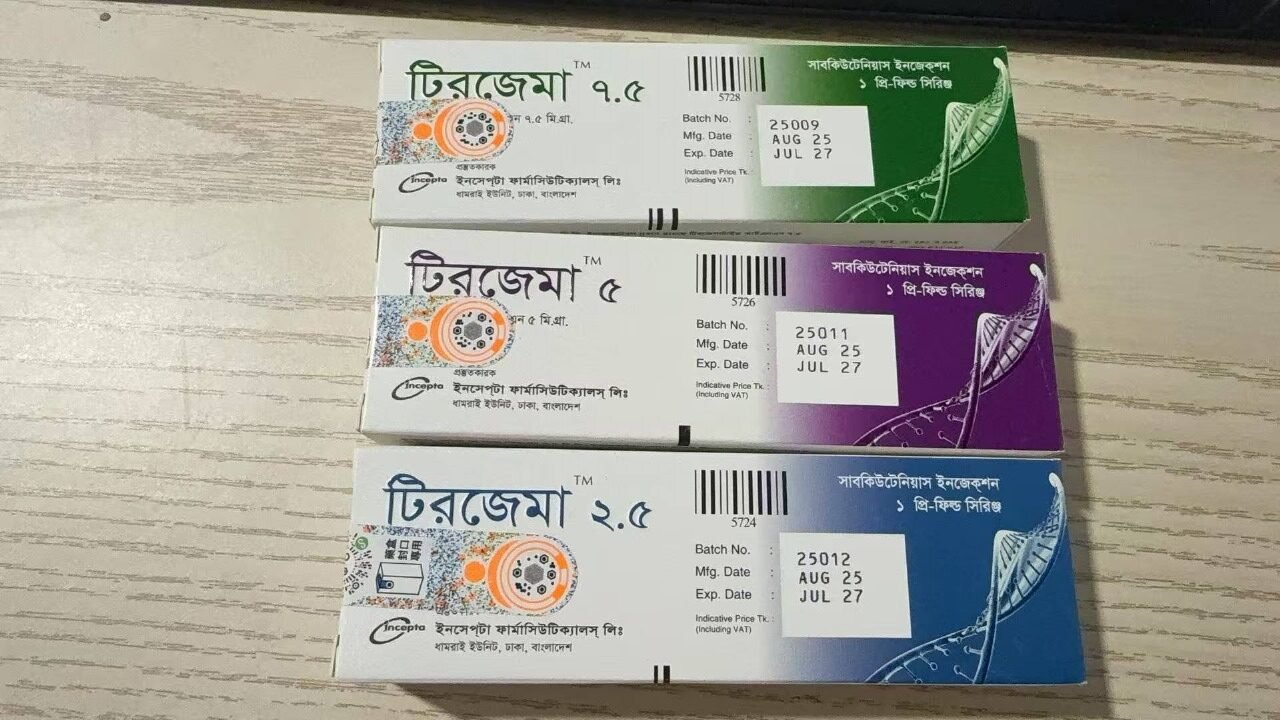 টিরজেমা™ ৭.৫
৭.৫ মি.গ্রা.
প্রস্তুতকারক
Incepta ইনসেপ্‌টা ফার্মাসিউটিক্যালস্ লিঃ
ধামরাই ইউনিট, ঢাকা, বাংলাদেশ
5728
Batch No. : 25009
Mfg. Date : AUG 25
Exp. Date : JUL 27
Indicative Price Tk.
(Including VAT)
সাবকিউটেনিয়াস ইনজেক্‌শন
১ প্রি-ফিল্ড সিরিঞ্জ
টিরজেমা™ ৫
৫ মি.গ্রা.
প্রস্তুতকারক
Incepta ইনসেপ্‌টা ফার্মাসিউটিক্যালস্ লিঃ
ধামরাই ইউনিট, ঢাকা, বাংলাদেশ
5726
Batch No. : 25011
Mfg. Date : AUG 25
Exp. Date : JUL 27
Indicative Price Tk. :
(Including VAT)
সাবকিউটেনিয়াস ইনজেক্‌শন
১ প্রি-ফিল্ড সিরিঞ্জ
টিরজেমা™ ২.৫
Incepta ইনসেপ্‌টা ফার্মাসিউটিক্যালস্ লিঃ
ধামরাই ইউনিট, ঢাকা, বাংলাদেশ
5724
Batch No. : 25012
Mfg. Date : AUG 25
Exp. Date : JUL 27
Indicative Price Tk. :
(Including VAT)
সাবকিউটেনিয়াস ইনজেক্‌শন
১ প্রি-ফিল্ড সিরিঞ্জ